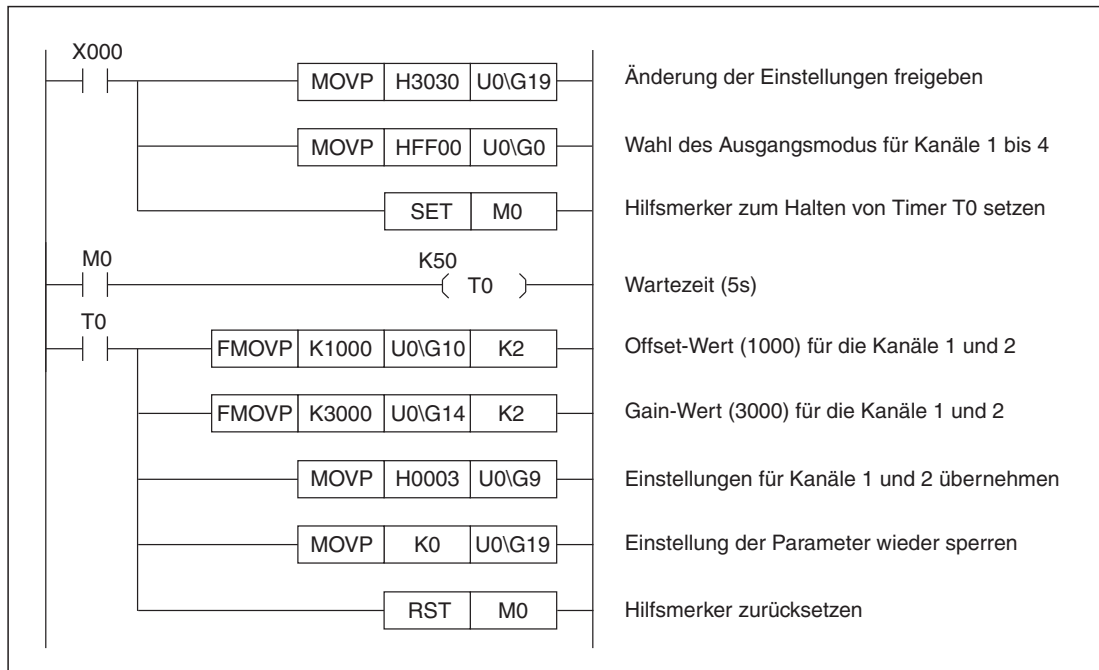 X000
MOVP H3030 U0\G19 Änderung der Einstellungen freigeben
MOVP HFF00 U0\G0 Wahl des Ausgangsmodus für Kanäle 1 bis 4
SET M0 Hilfsmerker zum Halten von Timer T0 setzen
M0 K50
T0 Wartezeit (5s)
T0
FMOVP K1000 U0\G10 K2 Offset-Wert (1000) für die Kanäle 1 und 2
FMOVP K3000 U0\G14 K2 Gain-Wert (3000) für die Kanäle 1 und 2
MOVP H0003 U0\G9 Einstellungen für Kanäle 1 und 2 übernehmen
MOVP K0 U0\G19 Einstellung der Parameter wieder sperren
RST M0 Hilfsmerker zurücksetzen